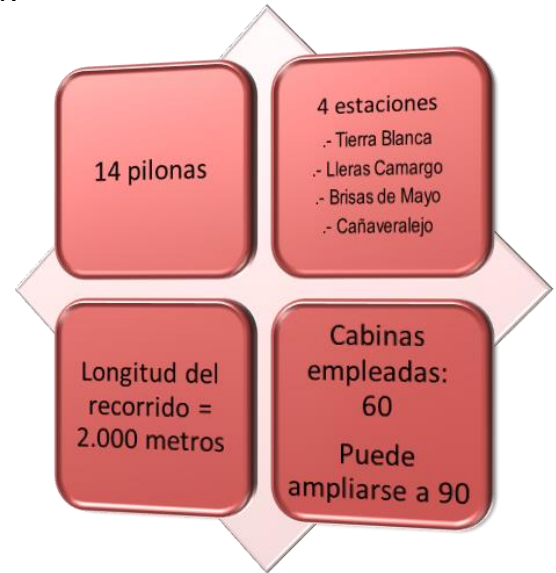 14 pilonas
4 estaciones
.- Tierra Blanca
.- Lleras Camargo
.- Brisas de Mayo
.- Cañaveralejo
Longitud del
recorrido =
2.000 metros
Cabinas
empleadas:
60
Puede
ampliarse a 90